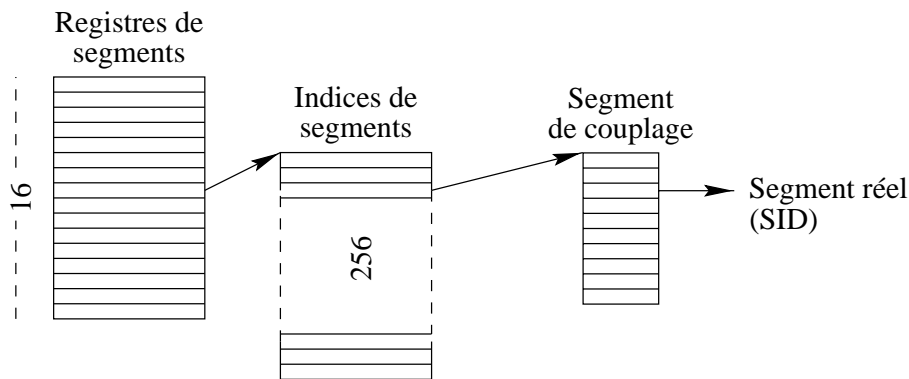 Registres de
segments
16
Indices de
segments
256
Segment
de couplage
Segment réel
(SID)